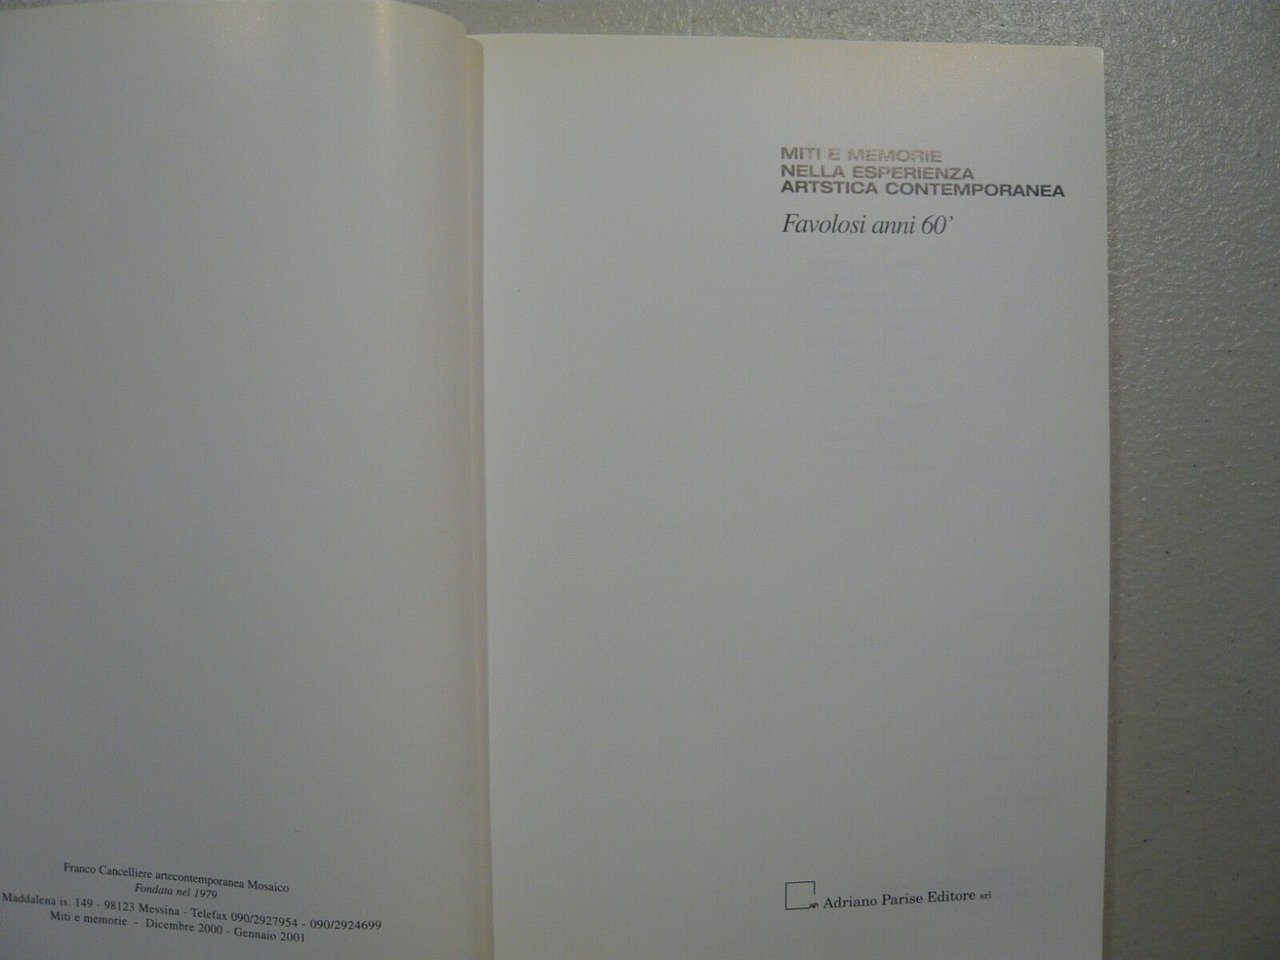 Franco Cancelliere artecontemporanea Mosaico
Fondata nel 1979
Maddalena is. 149 - 98123 Messina - Telefax 090/2927954 - 090/2924699
Miti e memorie - Dicembre 2000 - Gennaio 2001
MITI E MEMORIE
NELLA ESPERIENZA
ARTSTICA CONTEMPORANEA
Favolosi anni 60'
AP Adriano Parise Editore srl